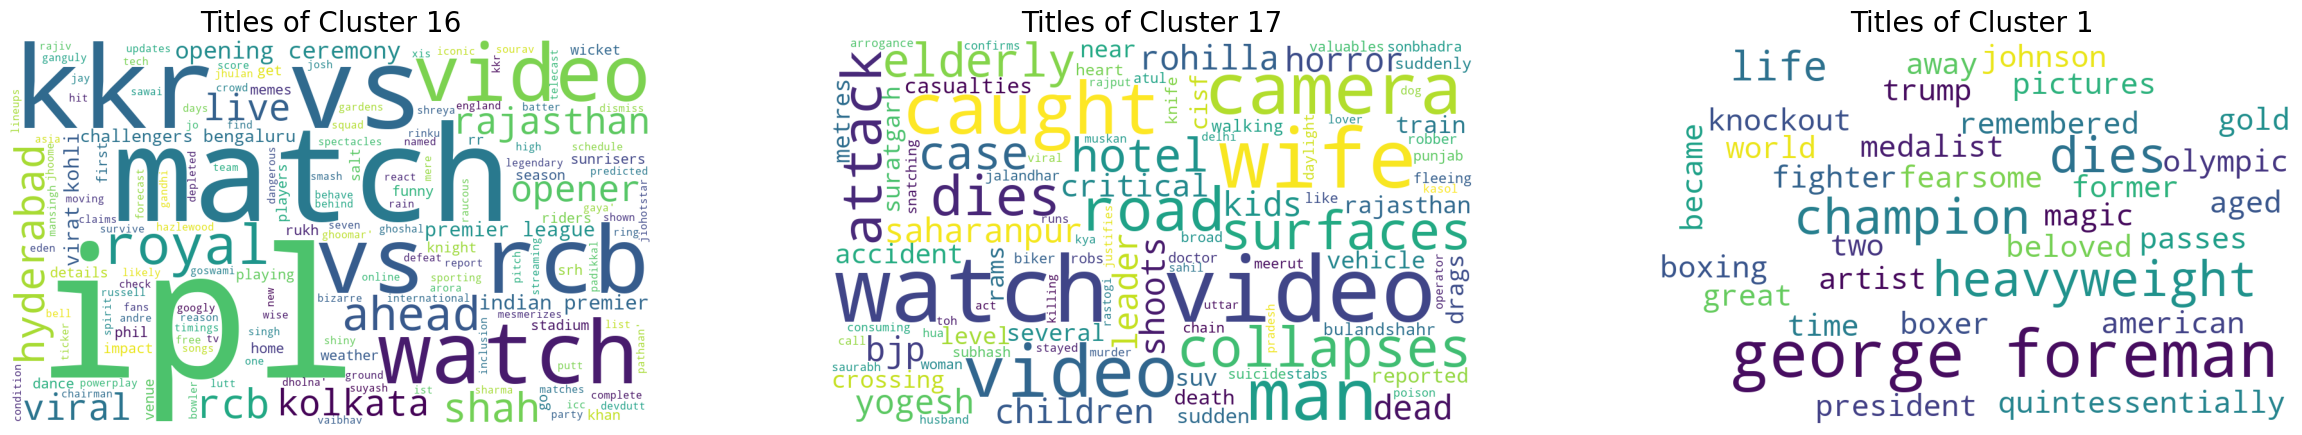 Titles of Cluster 16
Titles of Cluster 17
Titles of Cluster 1
rajiv updates opening ceremony xis iconic sourav wicket
ganguly tech score josh kkr telecast
kkr vs video
jay jhulan get
sawai crowd memes shreya england batter dismiss
hit days live gardens rajasthan
lineups jo find squad
challengers bengaluru rinku named rr high schedule
asia virat kohli first spectacles legendary sunrisers
match
salt season predicted
hyderabad mansingh jhoome forecast gandhi depleted team dangerous players smash behave behind react rain mere funny raucous opener
moving claims survive hazlewood seven riders shown gaya'
royal rukh ghoomar' ghoshal premier league
vs rcb
eden knight ring jiohotstar
details likely goswami defeat report pitch streaming padikkal
check playing online sporting srh
ipl
russell bizarre arora international indian premier
fans googly new ahead mesmerizes
bell spirit phil andre reason wise stadium list
ticker timings singh shiny inclusion pathaan'
impact free tv home weather
songs one watch
condition dance powerplay lutt dholna' ground putt
chairman venue bowler suyash ist sharma matches complete
viral rcb kolkata shah go icc devdutt
party khan
vaibhav
arrogance confirms near rohilla horror valuables sonbhadra
elderly heart rajput atul suddenly
attack casualties knife cisf camera dog
metres suratgarh caught walking train
muskan delhi lover robber
snatching case viral hotel wife daylight punjab
dies jalandhar critical kids like fleeing kasol
road rajasthan
saharanpur runs surfaces
kya justifies broad
accident biker robs leader shoots doctor vehicle
rams sahil meerut drags operator
watch video
act killing rastogi uttar
consuming toh several chain bulandshahr
call hua level pradesh
bjp subhash stayed murder collapses
saurabh woman suv suicide stabs reported
crossing video
yogesh death man poison
husband children sudden dead
life away johnson
trump pictures
knockout remembered gold
became world medalist dies olympic
fighter fearsome former
champion magic aged
two beloved passes
boxing artist heavyweight
great
time boxer american
george foreman
president quintessentially